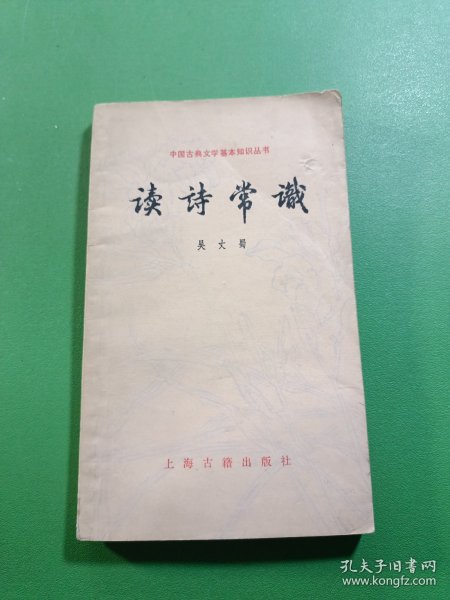 中国古典文学基本知识丛书
读诗常识
吴文蜀
上海古籍出版社
孔夫子旧书网
www.kongfz.com